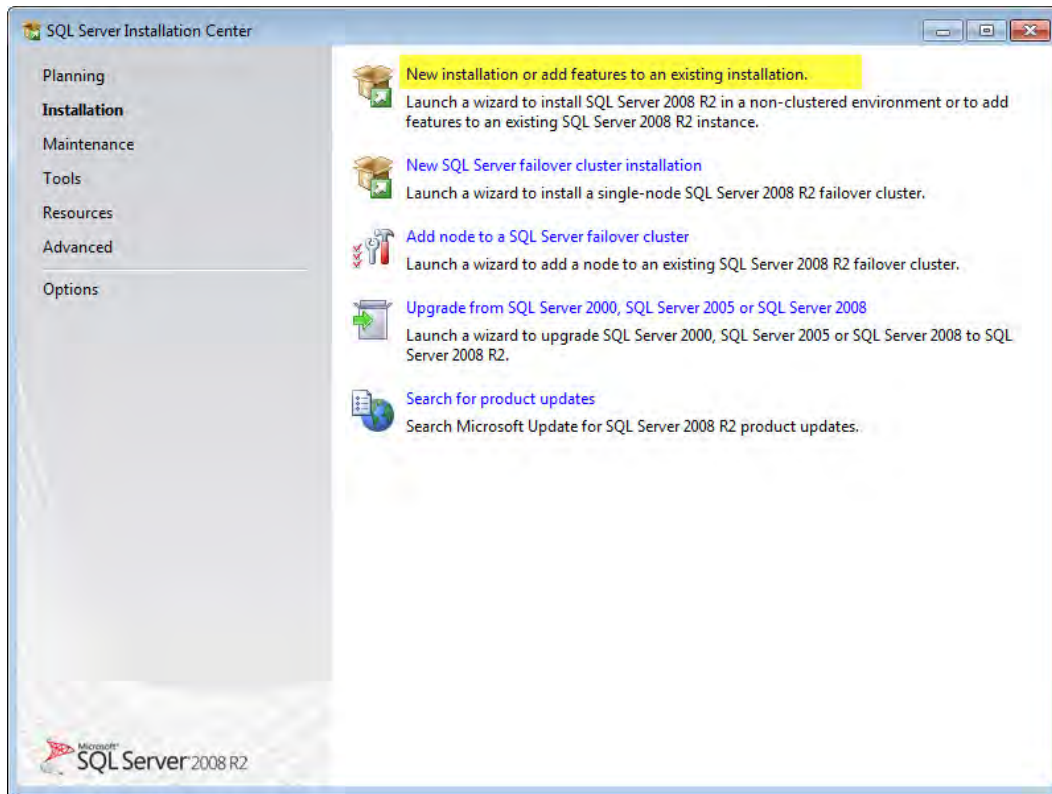 SQL Server Installation Center
Planning
Installation
Maintenance
Tools
Resources
Advanced
Options
New installation or add features to an existing installation.
Launch a wizard to install SQL Server 2008 R2 in a non-clustered environment or to add
features to an existing SQL Server 2008 R2 instance.
New SQL Server failover cluster installation
Launch a wizard to install a single-node SQL Server 2008 R2 failover cluster.
Add node to a SQL Server failover cluster
Launch a wizard to add a node to an existing SQL Server 2008 R2 failover cluster.
Upgrade from SQL Server 2000, SQL Server 2005 or SQL Server 2008
Launch a wizard to upgrade SQL Server 2000, SQL Server 2005 or SQL Server 2008 to SQL
Server 2008 R2.
Search for product updates
Search Microsoft Update for SQL Server 2008 R2 product updates.
Microsoft
SQL Server 2008 R2